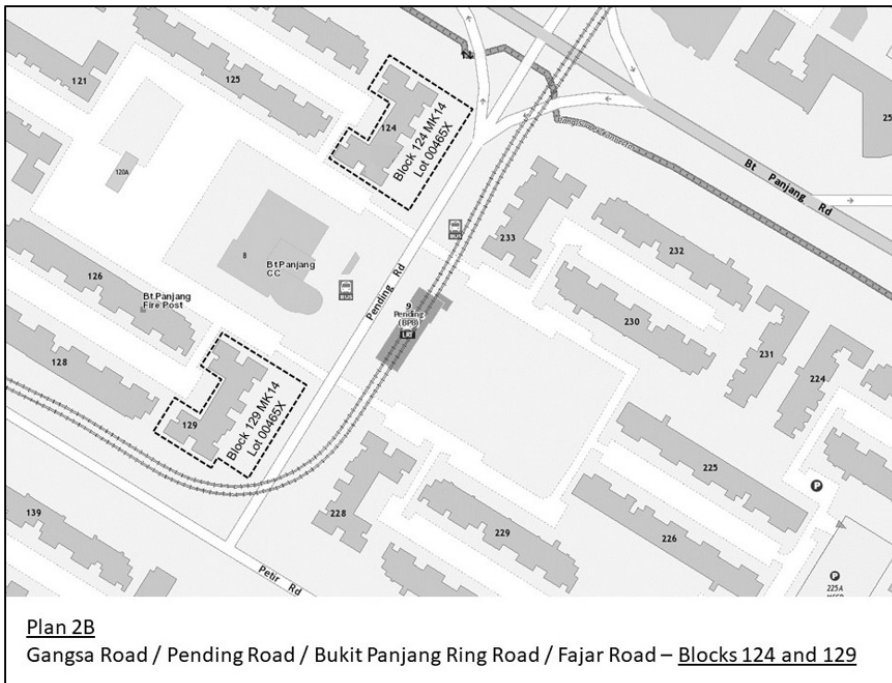 121
125
124
Block 124 MK14
Lot 00465X
25
Bt Panjang Rd
120A
8
Bt Panjang
CC
BUS
BUS
Pending Rd
233
232
126
Bt Panjang
Fire Post
9
Pending
(BP8)
LRT
230
231
224
128
129
Block 129 MK14
Lot 00465X
225
P
139
228
229
226
Petir Rd
P
225A
Plan 2B
Gangsa Road / Pending Road / Bukit Panjang Ring Road / Fajar Road – Blocks 124 and 129